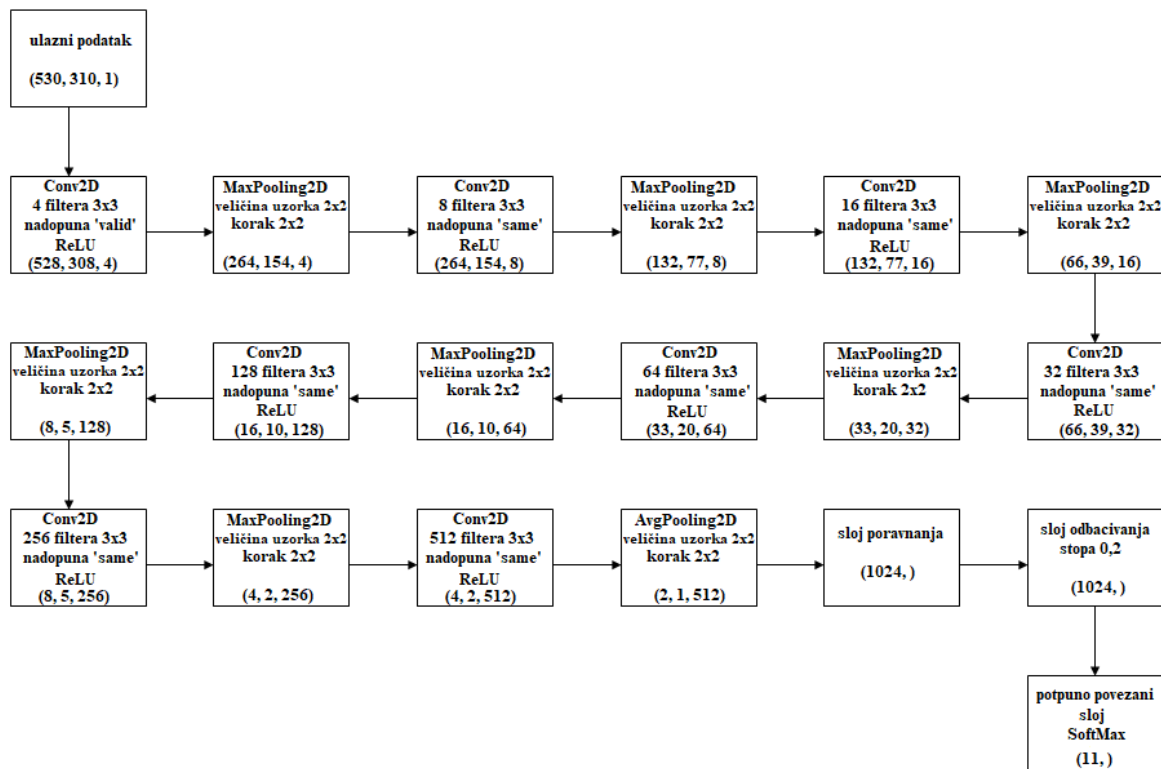 ulazni podatak
(530, 310, 1)
Conv2D
4 filtera 3x3
nadopuna 'valid'
ReLU
(528, 308, 4)
MaxPooling2D
veličina uzorka 2x2
korak 2x2
(264, 154, 4)
Conv2D
8 filtera 3x3
nadopuna 'same'
ReLU
(264, 154, 8)
MaxPooling2D
veličina uzorka 2x2
korak 2x2
(132, 77, 8)
Conv2D
16 filtera 3x3
nadopuna 'same'
ReLU
(132, 77, 16)
MaxPooling2D
veličina uzorka 2x2
korak 2x2
(66, 39, 16)
Conv2D
32 filtera 3x3
nadopuna 'same'
ReLU
(66, 39, 32)
MaxPooling2D
veličina uzorka 2x2
korak 2x2
(33, 20, 32)
Conv2D
64 filtera 3x3
nadopuna 'same'
ReLU
(33, 20, 64)
MaxPooling2D
veličina uzorka 2x2
korak 2x2
(16, 10, 64)
Conv2D
128 filtera 3x3
nadopuna 'same'
ReLU
(16, 10, 128)
MaxPooling2D
veličina uzorka 2x2
korak 2x2
(8, 5, 128)
Conv2D
256 filtera 3x3
nadopuna 'same'
ReLU
(8, 5, 256)
MaxPooling2D
veličina uzorka 2x2
korak 2x2
(4, 2, 256)
Conv2D
512 filtera 3x3
nadopuna 'same'
ReLU
(4, 2, 512)
AvgPooling2D
veličina uzorka 2x2
korak 2x2
(2, 1, 512)
sloj poravnanja
(1024, )
sloj odbacivanja
stopa 0,2
(1024, )
potpuno povezani
sloj
SoftMax
(11, )